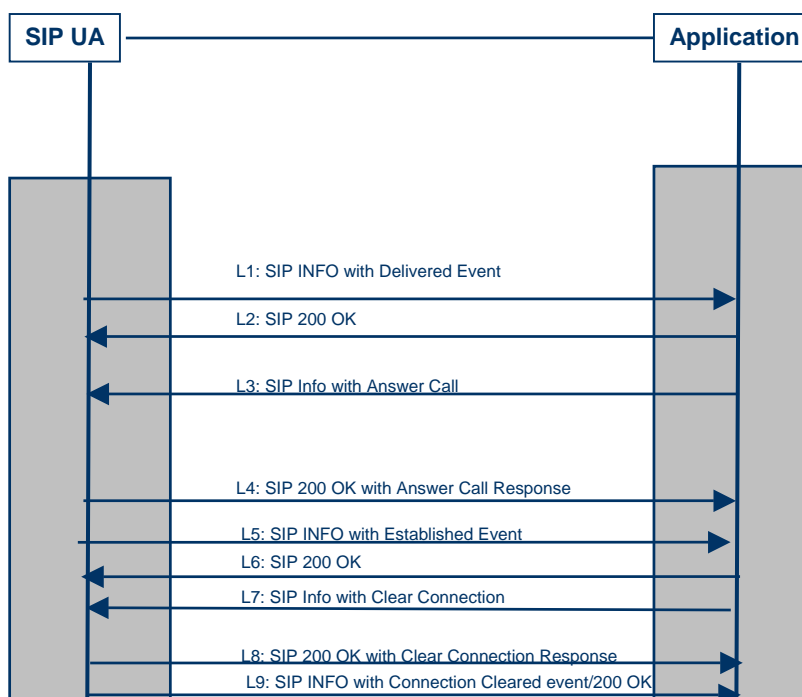 SIP UA
Application
L1: SIP INFO with Delivered Event
L2: SIP 200 OK
L3: SIP Info with Answer Call
L4: SIP 200 OK with Answer Call Response
L5: SIP INFO with Established Event
L6: SIP 200 OK
L7: SIP Info with Clear Connection
L8: SIP 200 OK with Clear Connection Response
L9: SIP INFO with Connection Cleared event/200 OK